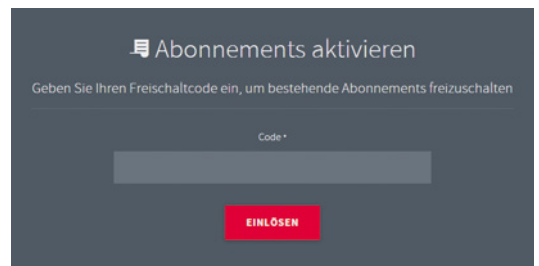 Abonnements aktivieren
Geben Sie Ihren Freischaltcode ein, um bestehende Abonnements freizuschalten
Code *
EINLÖSEN